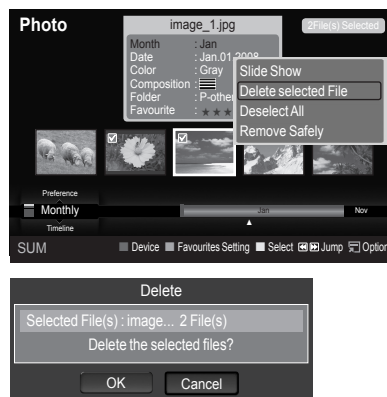 Photo
image_1.jpg
2File(s) Selected
Month : Jan
Date : Jan.01.2008
Color : Gray
Composition :
Folder : P-other
Favourite : ★ ★
Slide Show
Delete selected File
Deselect All
Remove Safely
Preference
Monthly
Timeline
Jan
Nov
SUM
Device
Favourites Setting
Select
Jump
Option
Delete
Selected File(s) : image... 2 File(s)
Delete the selected files?
OK
Cancel